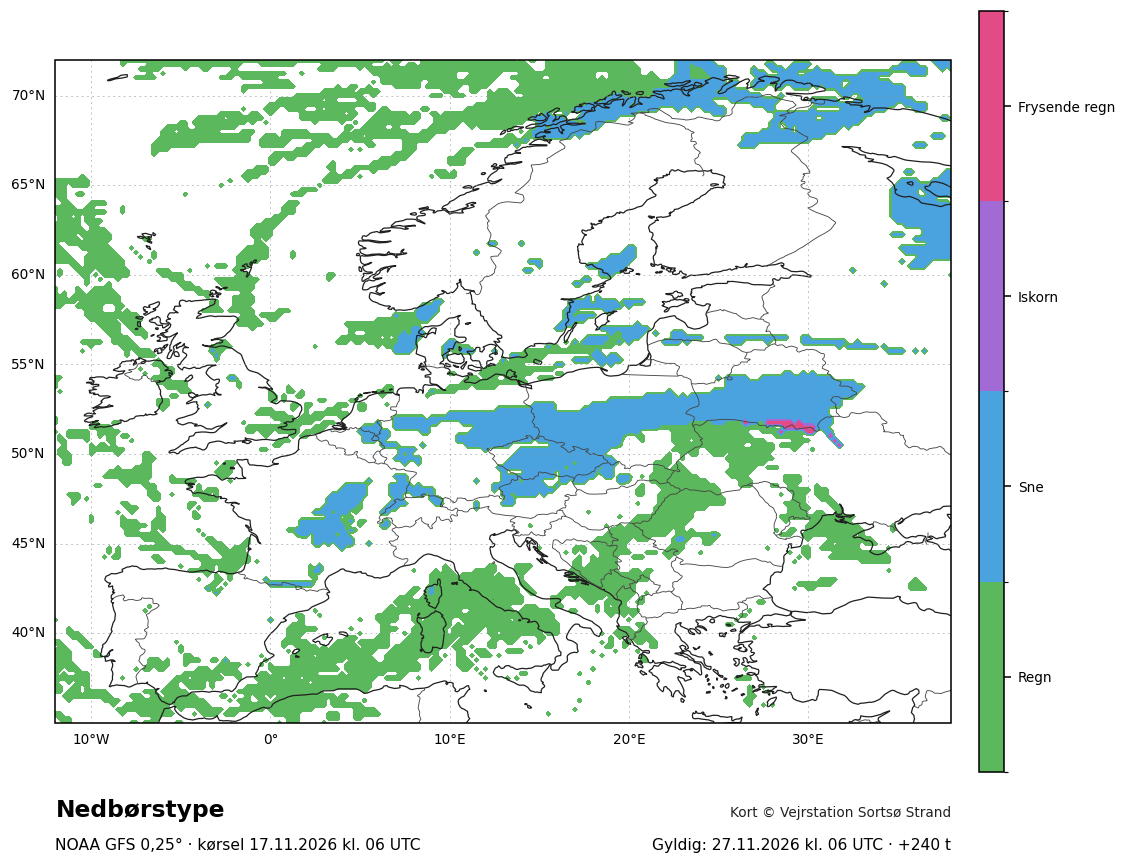 70°N
65°N
60°N
55°N
50°N
45°N
40°N
10°W
0°
10°E
20°E
30°E
Frysende regn
Iskorn
Sne
Regn
Nedbørstype
Kort © Vejrstation Sortsø Strand
NOAA GFS 0,25° · kørsel 17.11.2026 kl. 06 UTC
Gyldig: 27.11.2026 kl. 06 UTC · +240 t